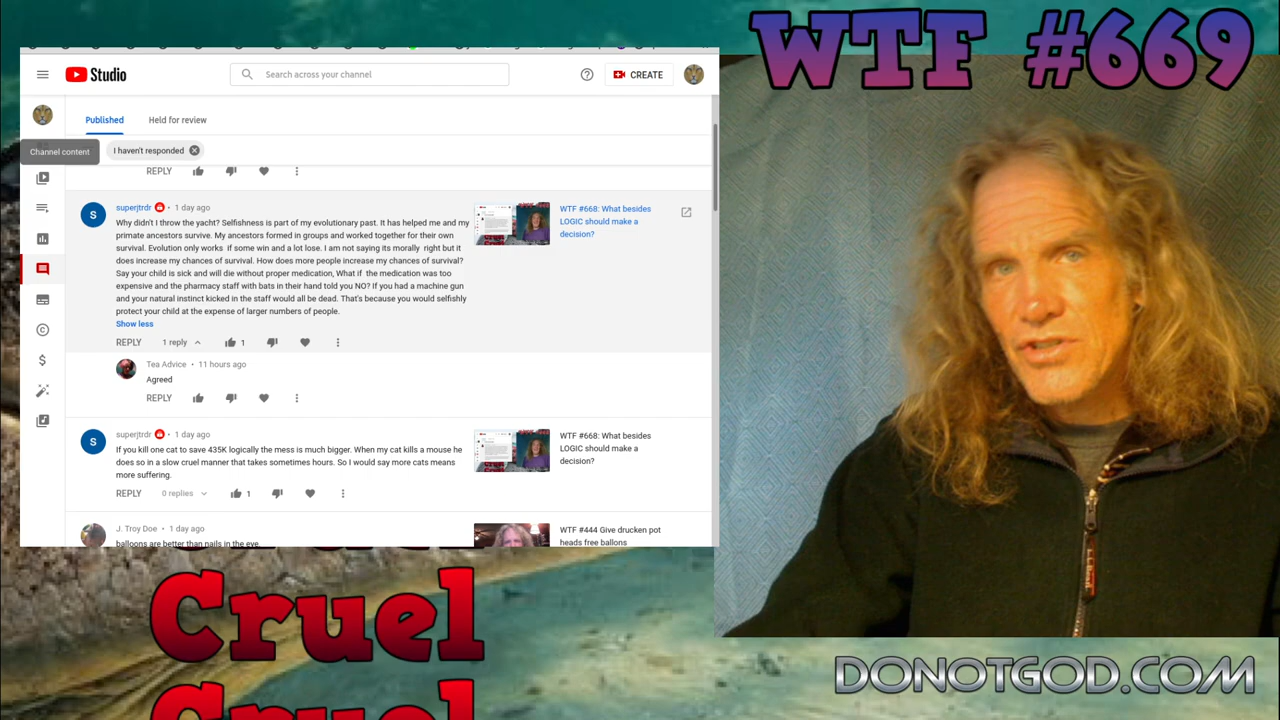 WTF #669
Studio
Search across your channel
CREATE
Published
Held for review
Channel content
I haven't responded
REPLY
superjtrdr • 1 day ago
Why didn't I throw the yacht? Selfishness is part of my evolutionary past. It has helped me and my
primate ancestors survive. My ancestors formed in groups and worked together for their own
survival. Evolution only works if some win and a lot lose. I am not saying its morally right but it
does increase my chances of survival. How does more people increase my chances of survival?
Say your child is sick and will die without proper medication, What if the medication was too
expensive and the pharmacy staff with bats in their hand told you NO? If you had a machine gun
and your natural instinct kicked in the staff would all be dead. That's because you would selfishly
protect your child at the expense of larger numbers of people.
Show less
REPLY 1 reply 1
WTF #668: What besides
LOGIC should make a
decision?
Tea Advice • 11 hours ago
Agreed
REPLY
superjtrdr • 1 day ago
If you kill one cat to save 435K logically the mess is much bigger. When my cat kills a mouse he
does so in a slow cruel manner that takes sometimes hours. So I would say more cats means
more suffering.
REPLY 0 replies 1
WTF #668: What besides
LOGIC should make a
decision?
J. Troy Doe • 1 day ago
balloons are better than nails in the eye.
WTF #444 Give drucken pot
heads free ballons
Cruel
Cruel
DONOTGOD.COM